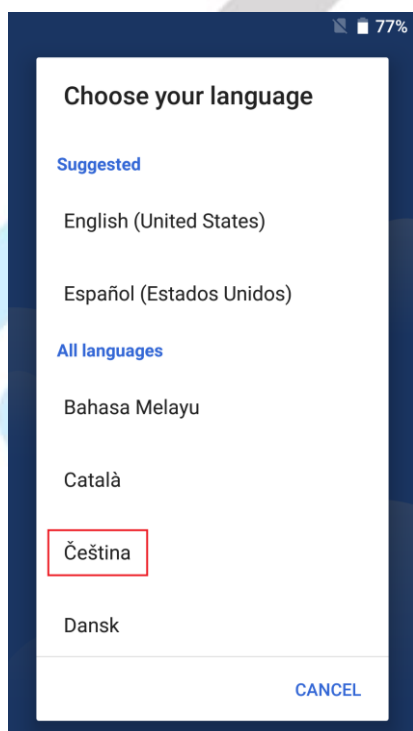 77%
Choose your language
Suggested
English (United States)
Español (Estados Unidos)
All languages
Bahasa Melayu
Català
Čeština
Dansk
CANCEL